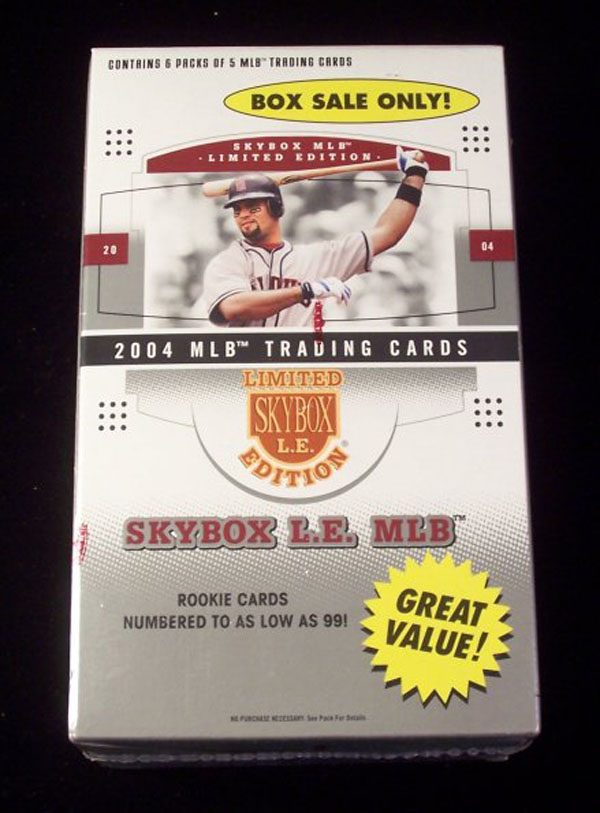 CONTAINS 6 PACKS OF 5 MLB™ TRADING CARDS
BOX SALE ONLY!
SKYBOX MLB™
· LIMITED EDITION ·
20
04
2004 MLB™ TRADING CARDS
LIMITED
SKYBOX
L.E.
EDITION®
SKYBOX L.E. MLB™
ROOKIE CARDS
NUMBERED TO AS LOW AS 99!
GREAT
VALUE!
NO PURCHASE NECESSARY See Pack For Details